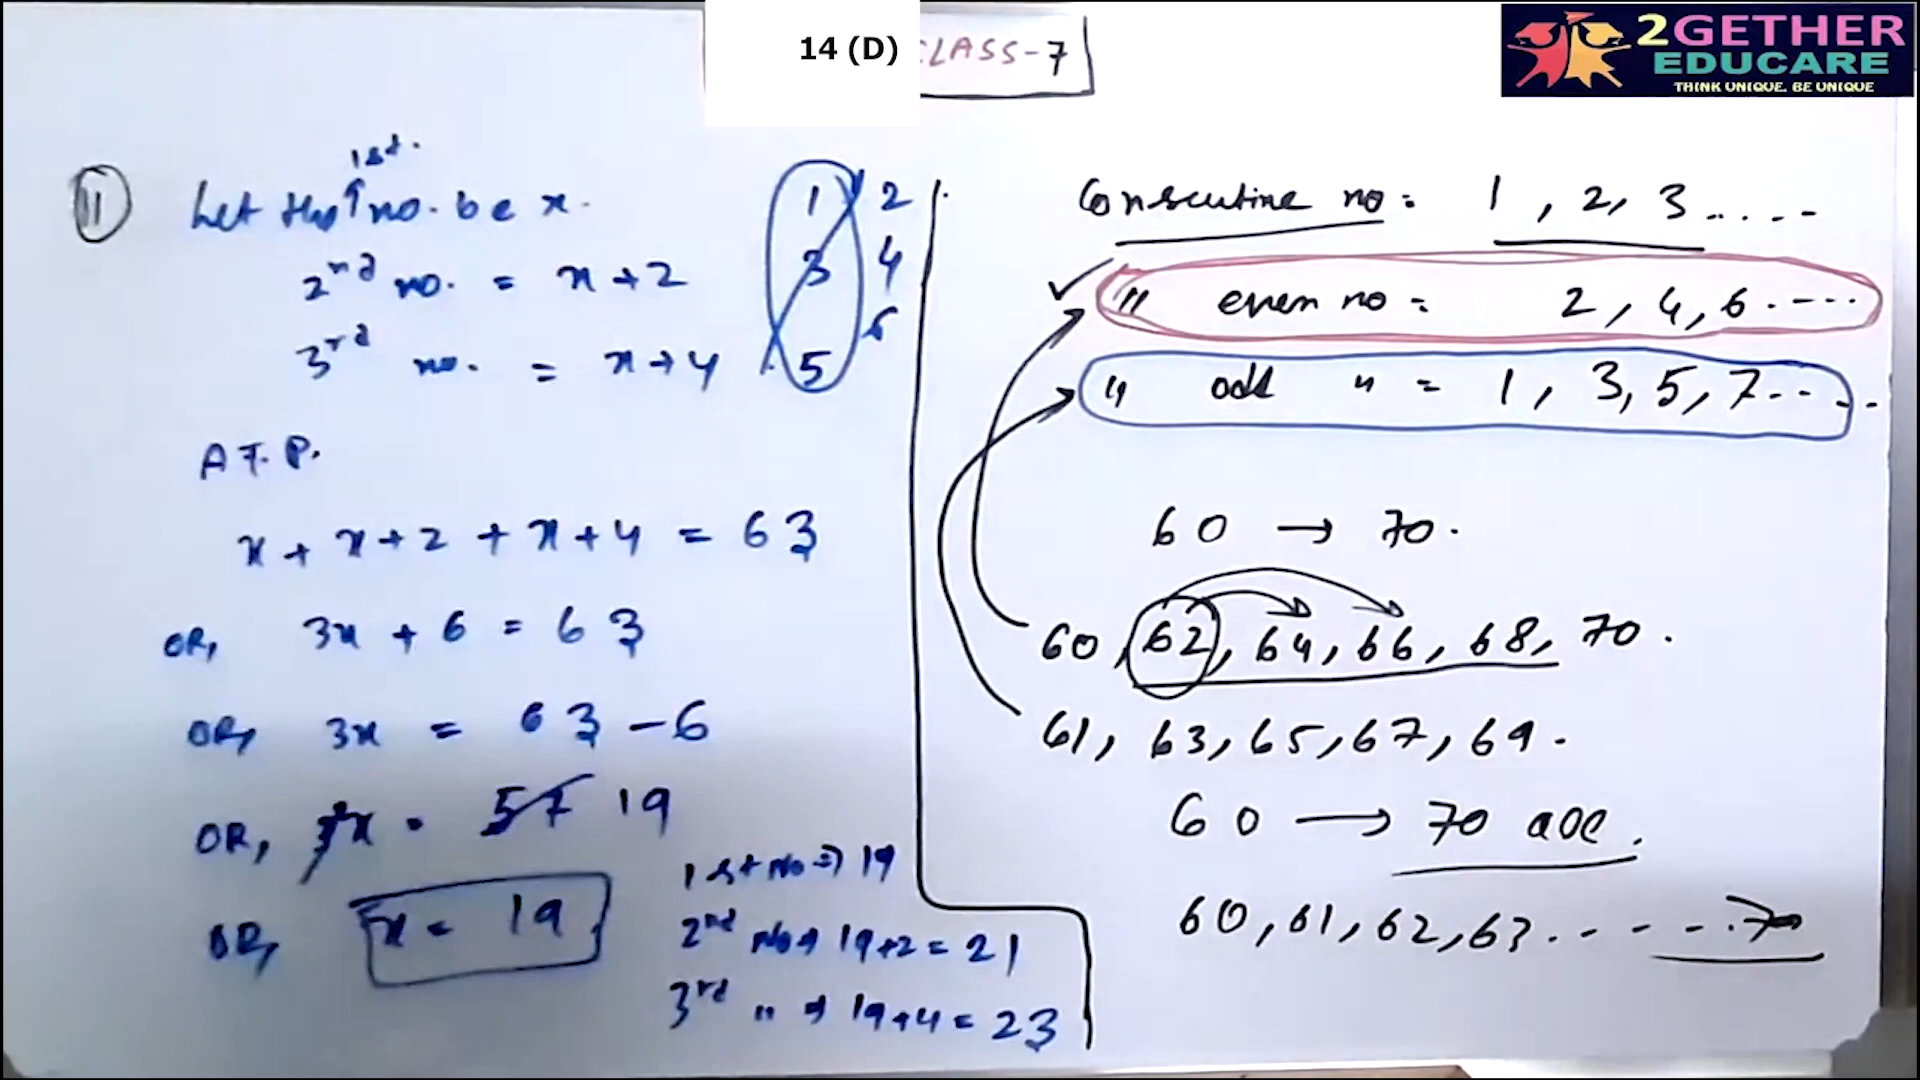 14 (D) CLASS-7
2GETHER
EDUCARE
THINK UNIQUE. BE UNIQUE
11 Let the 1st. no. be x.
2nd no. = x+2
3rd no. = x+4
1 2
3 4
5 6
A.T.P.
x + x+2 + x+4 = 63
OR, 3x + 6 = 63
OR, 3x = 63 - 6
OR, 3x = 57 19
OR, x = 19
1st No ⇒ 19
2nd No ⇒ 19+2 = 21
3rd " ⇒ 19+4 = 23
Consecutive no = 1, 2, 3.....
" even no = 2, 4, 6.----
" odd " = 1, 3, 5, 7.....
60 → 70.
60, 62, 64, 66, 68, 70.
61, 63, 65, 67, 69.
60 → 70
60, 61, 62, 63. - - - - - . 70